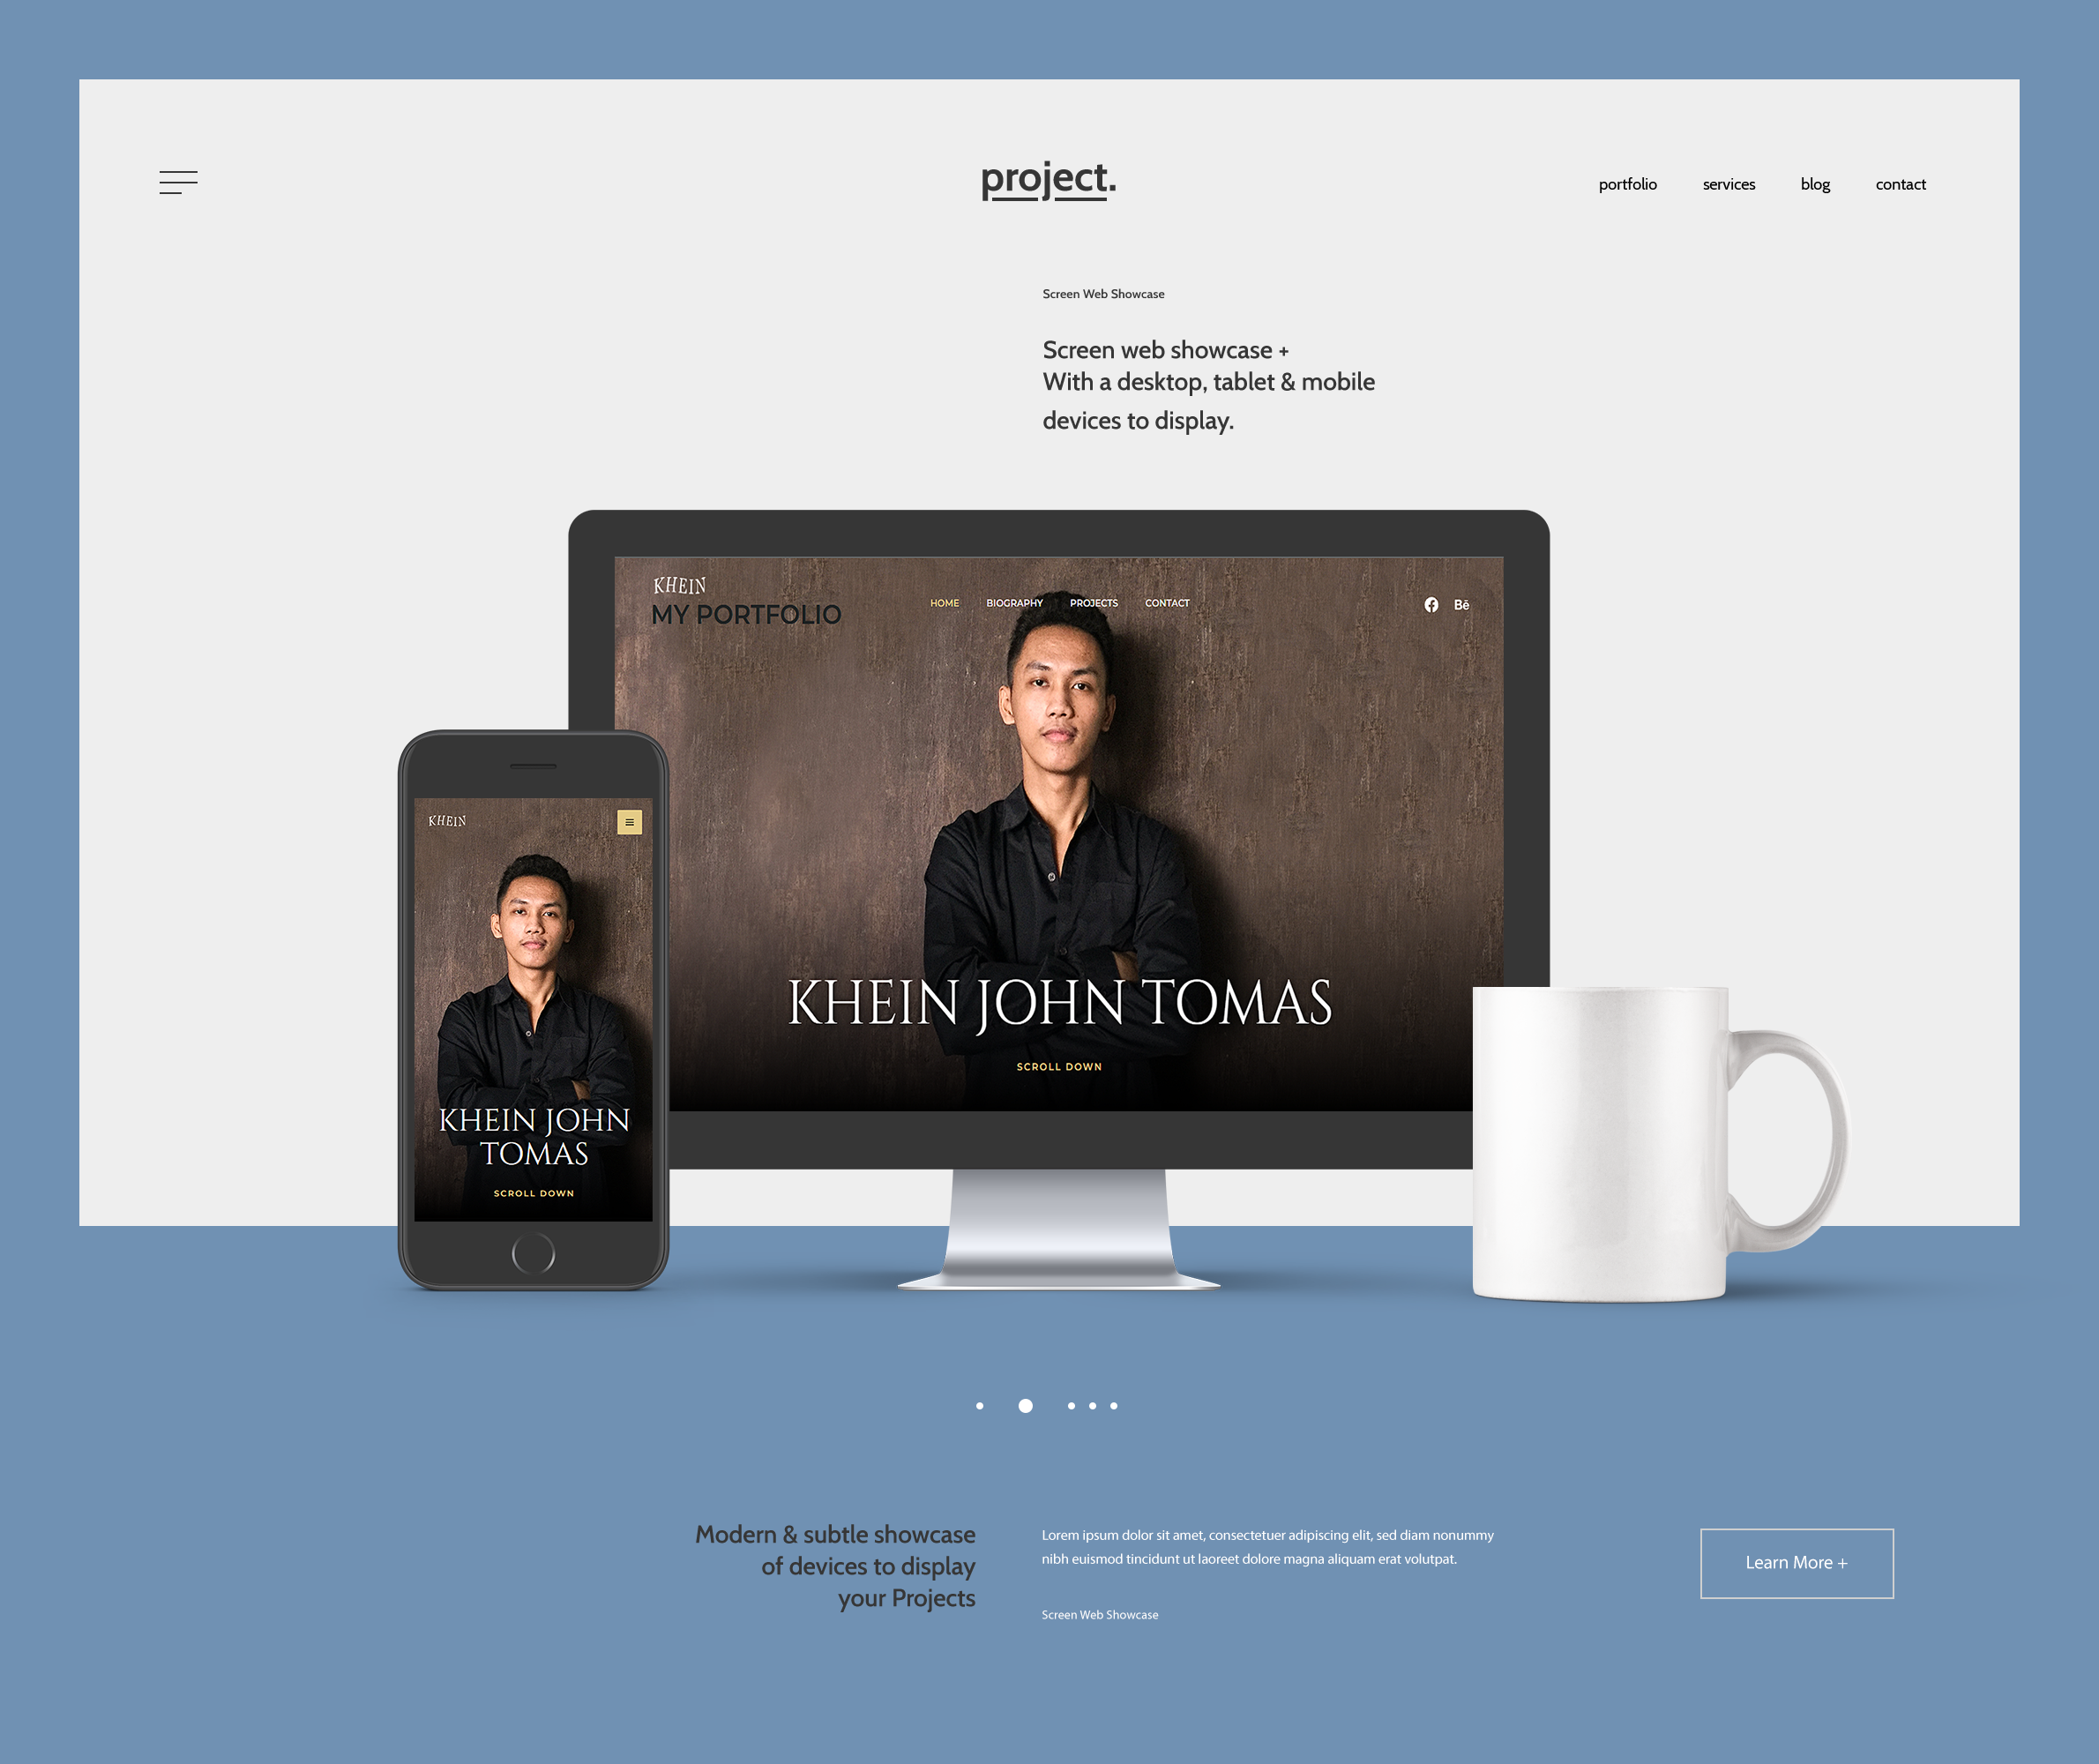 project.
portfolio services blog contact
Screen Web Showcase
Screen web showcase +
With a desktop, tablet & mobile
devices to display.
KHEIN
MY PORTFOLIO
HOME BIOGRAPHY PROJECTS CONTACT
Bē
KHEIN JOHN TOMAS
SCROLL DOWN
KHEIN
KHEIN JOHN
TOMAS
SCROLL DOWN
Modern & subtle showcase
of devices to display
your Projects
Lorem ipsum dolor sit amet, consectetuer adipiscing elit, sed diam nonummy
nibh euismod tincidunt ut laoreet dolore magna aliquam erat volutpat.
Screen Web Showcase
Learn More +